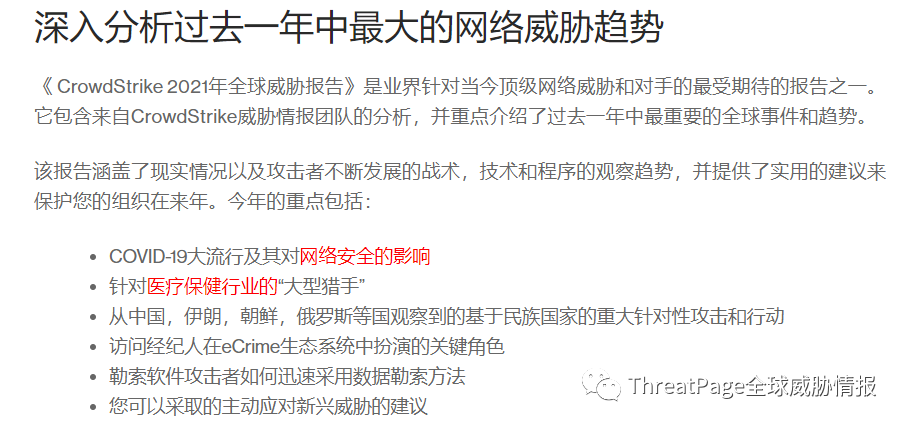 深入分析过去一年中最大的网络威胁趋势
《 CrowdStrike 2021年全球威胁报告》是业界针对当今顶级网络威胁和对手的最受期待的报告之一。
它包含来自CrowdStrike威胁情报团队的分析，并重点介绍了过去一年中最重要的全球事件和趋势。
该报告涵盖了现实情况以及攻击者不断发展的战术，技术和程序的观察趋势，并提供了实用的建议来
保护您的组织在来年。今年的重点包括：
• COVID-19大流行及其对网络安全的影响
• 针对医疗保健行业的“大型猎手”
• 从中国，伊朗，朝鲜，俄罗斯等国观察到的基于民族国家的重大针对性攻击和行动
• 访问经纪人在eCrime生态系统中扮演的关键角色
• 勒索软件攻击者如何迅速采用数据勒索方法
• 您可以采取的主动应对新兴威胁的建议
ThreatPage全球威胁情报